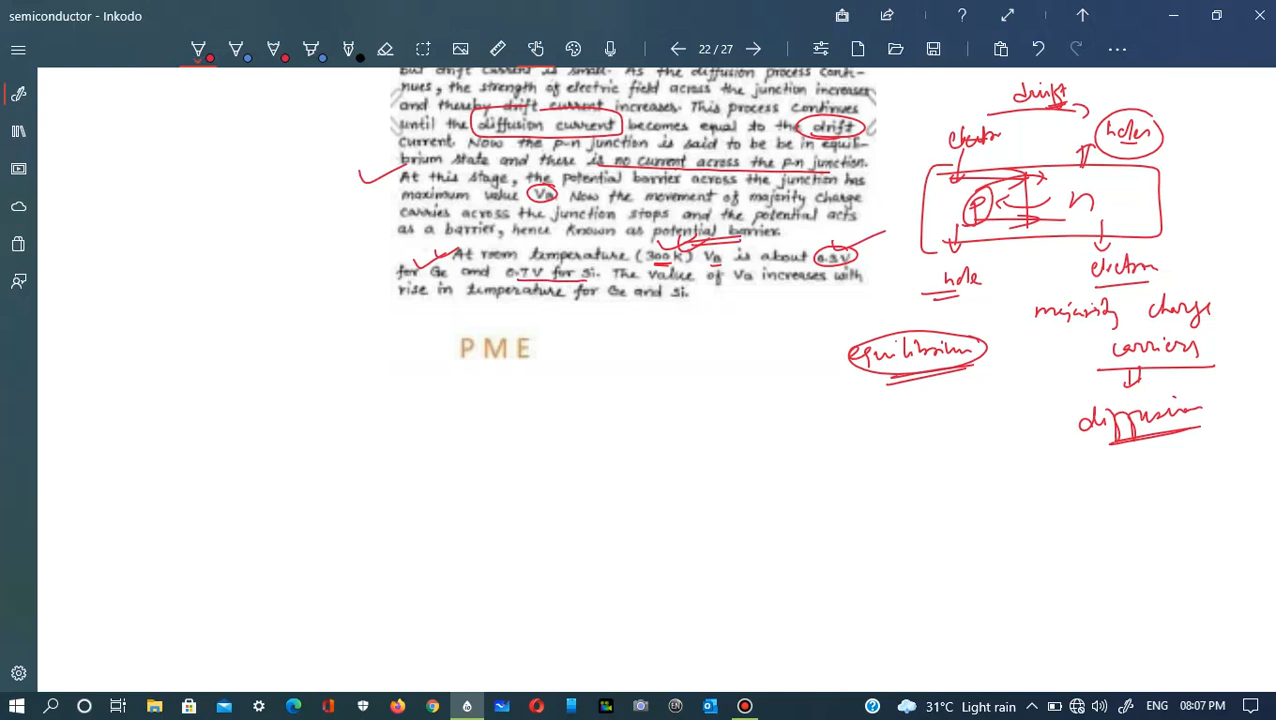 semiconductor - Inkodo
22 / 27
but drift current is small. As the diffusion process conti-
nues, the strength of electric field across the junction increases
and thereby drift current increases. This process continues
until the diffusion current becomes equal to the drift
current. Now the p-n junction is said to be be in equil-
brium state and there is no current across the p-n junction.
At this stage, the potential barrier across the junction has
maximum value VB Now the movement of majority charge
carries across the junction stops and the potential acts
as a barrier, hence known as potential barrier.
At room temperature (300K) VB is about 0.3V
for Ge and 0.7V for Si. The value of VB increases with
rise in temperature for Ge and Si.
PME
drift
electron
holes
p
n
hole
electron
majority charge
carriers
equilibrium
diffusion
31°C Light rain
ENG
08:07 PM